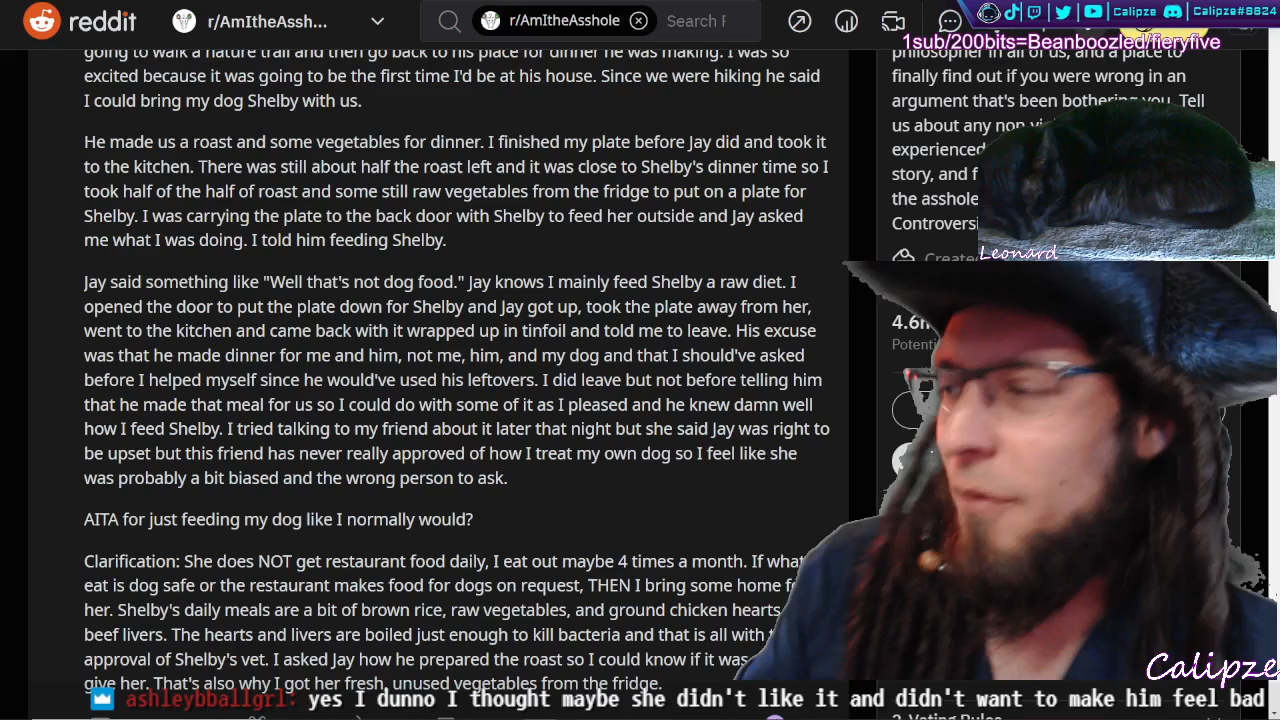 reddit
r/AmItheAssh...
r/AmItheAsshole
Search
Calipze
Calipze#8824
1sub/200bits=Beanboozled/fieryfive
going to walk a nature trail and then go back to his place for dinner he was making. I was so
excited because it was going to be the first time I'd be at his house. Since we were hiking he said
I could bring my dog Shelby with us.
He made us a roast and some vegetables for dinner. I finished my plate before Jay did and took it
to the kitchen. There was still about half the roast left and it was close to Shelby's dinner time so I
took half of the half of roast and some still raw vegetables from the fridge to put on a plate for
Shelby. I was carrying the plate to the back door with Shelby to feed her outside and Jay asked
me what I was doing. I told him feeding Shelby.
Jay said something like "Well that's not dog food." Jay knows I mainly feed Shelby a raw diet. I
opened the door to put the plate down for Shelby and Jay got up, took the plate away from her,
went to the kitchen and came back with it wrapped up in tinfoil and told me to leave. His excuse
was that he made dinner for me and him, not me, him, and my dog and that I should've asked
before I helped myself since he would've used his leftovers. I did leave but not before telling him
that he made that meal for us so I could do with some of it as I pleased and he knew damn well
how I feed Shelby. I tried talking to my friend about it later that night but she said Jay was right to
be upset but this friend has never really approved of how I treat my own dog so I feel like she
was probably a bit biased and the wrong person to ask.
AITA for just feeding my dog like I normally would?
Clarification: She does NOT get restaurant food daily, I eat out maybe 4 times a month. If what
eat is dog safe or the restaurant makes food for dogs on request, THEN I bring some home
her. Shelby's daily meals are a bit of brown rice, raw vegetables, and ground chicken hearts
beef livers. The hearts and livers are boiled just enough to kill bacteria and that is all with
approval of Shelby's vet. I asked Jay how he prepared the roast so I could know if it was
give her. That's also why I got her fresh, unused vegetables from the fridge.
philosopher in all of us, and a place to
finally find out if you were wrong in an
argument that's been bothering you. Tell
us about any non
experienced
story, and
the asshole
Controversi
Created
4.6m
Potenti
Leonard
Calipze
ashleybballgrl: yes I dunno I thought maybe she didn't like it and didn't want to make him feel bad
2. Voting Rules